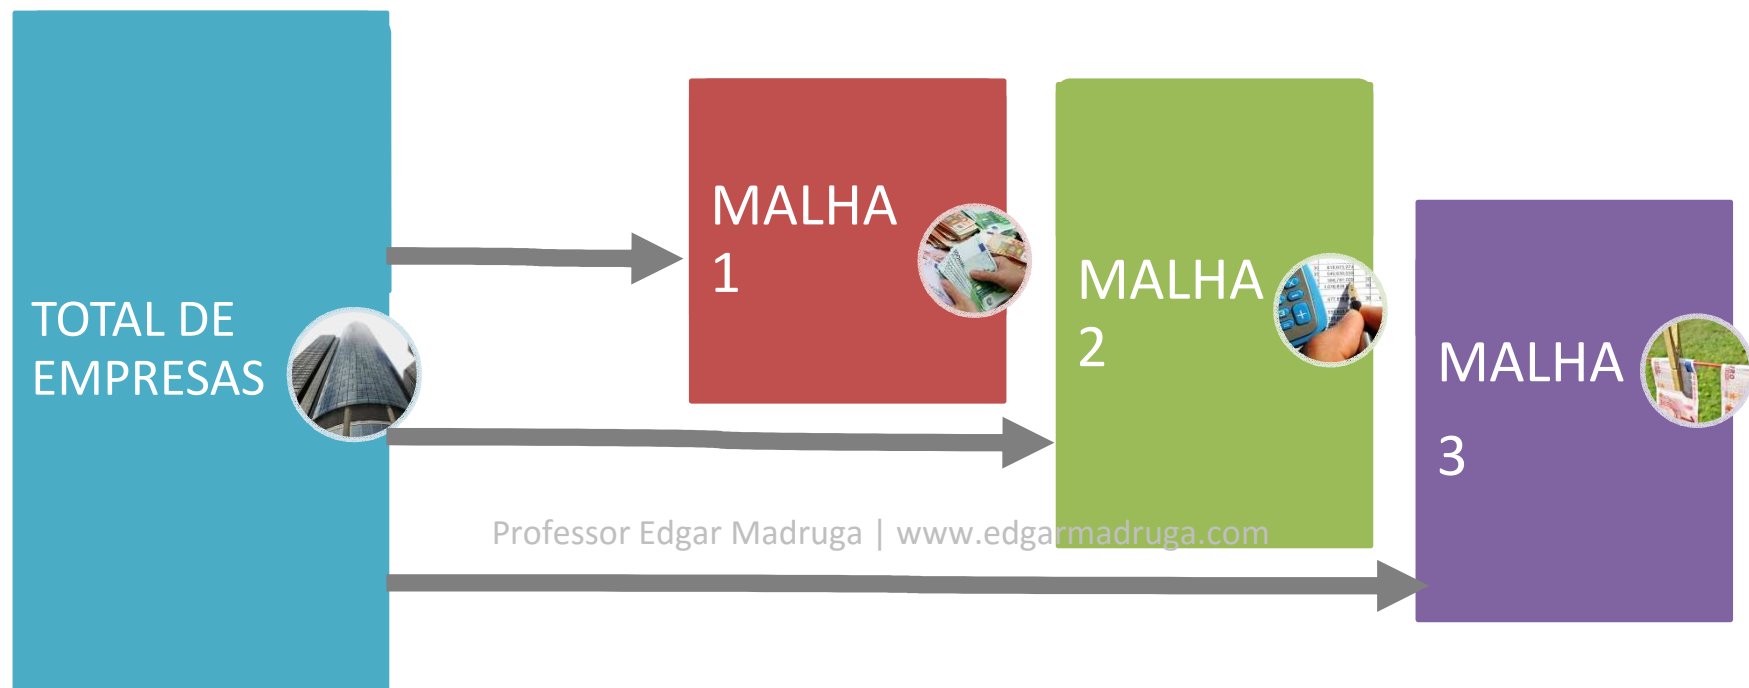 TOTAL DE
EMPRESAS
MALHA
1
MALHA
2
MALHA
3
Professor Edgar Madruga | www.edgarmadruga.com